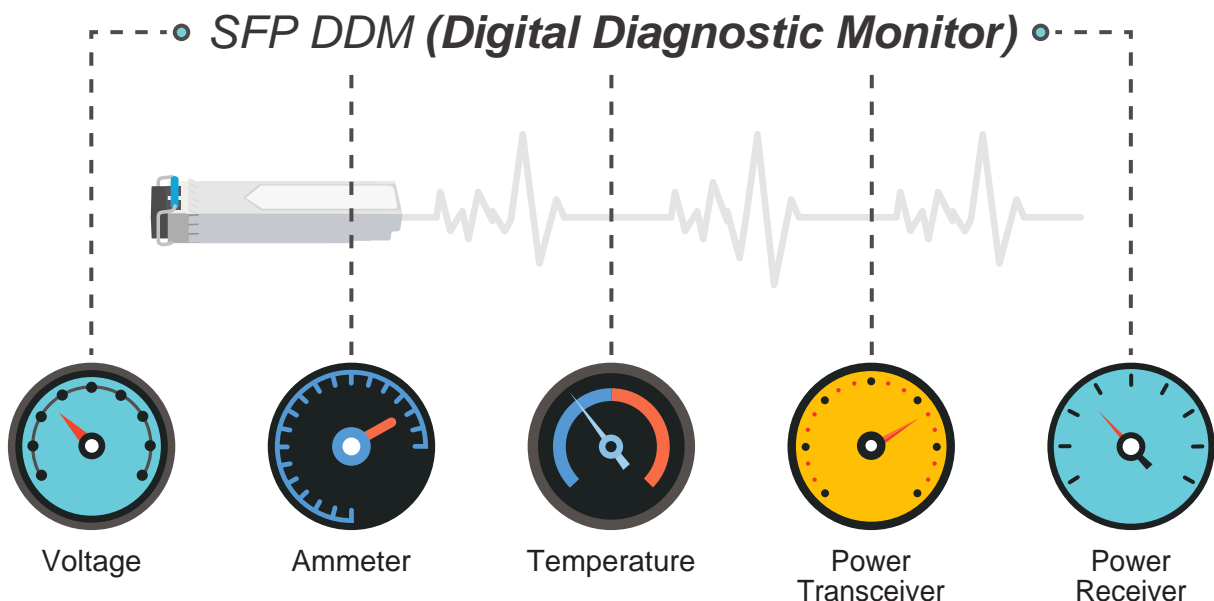 SFP DDM (Digital Diagnostic Monitor)
Voltage
Ammeter
Temperature
Power
Transceiver
Power
Receiver